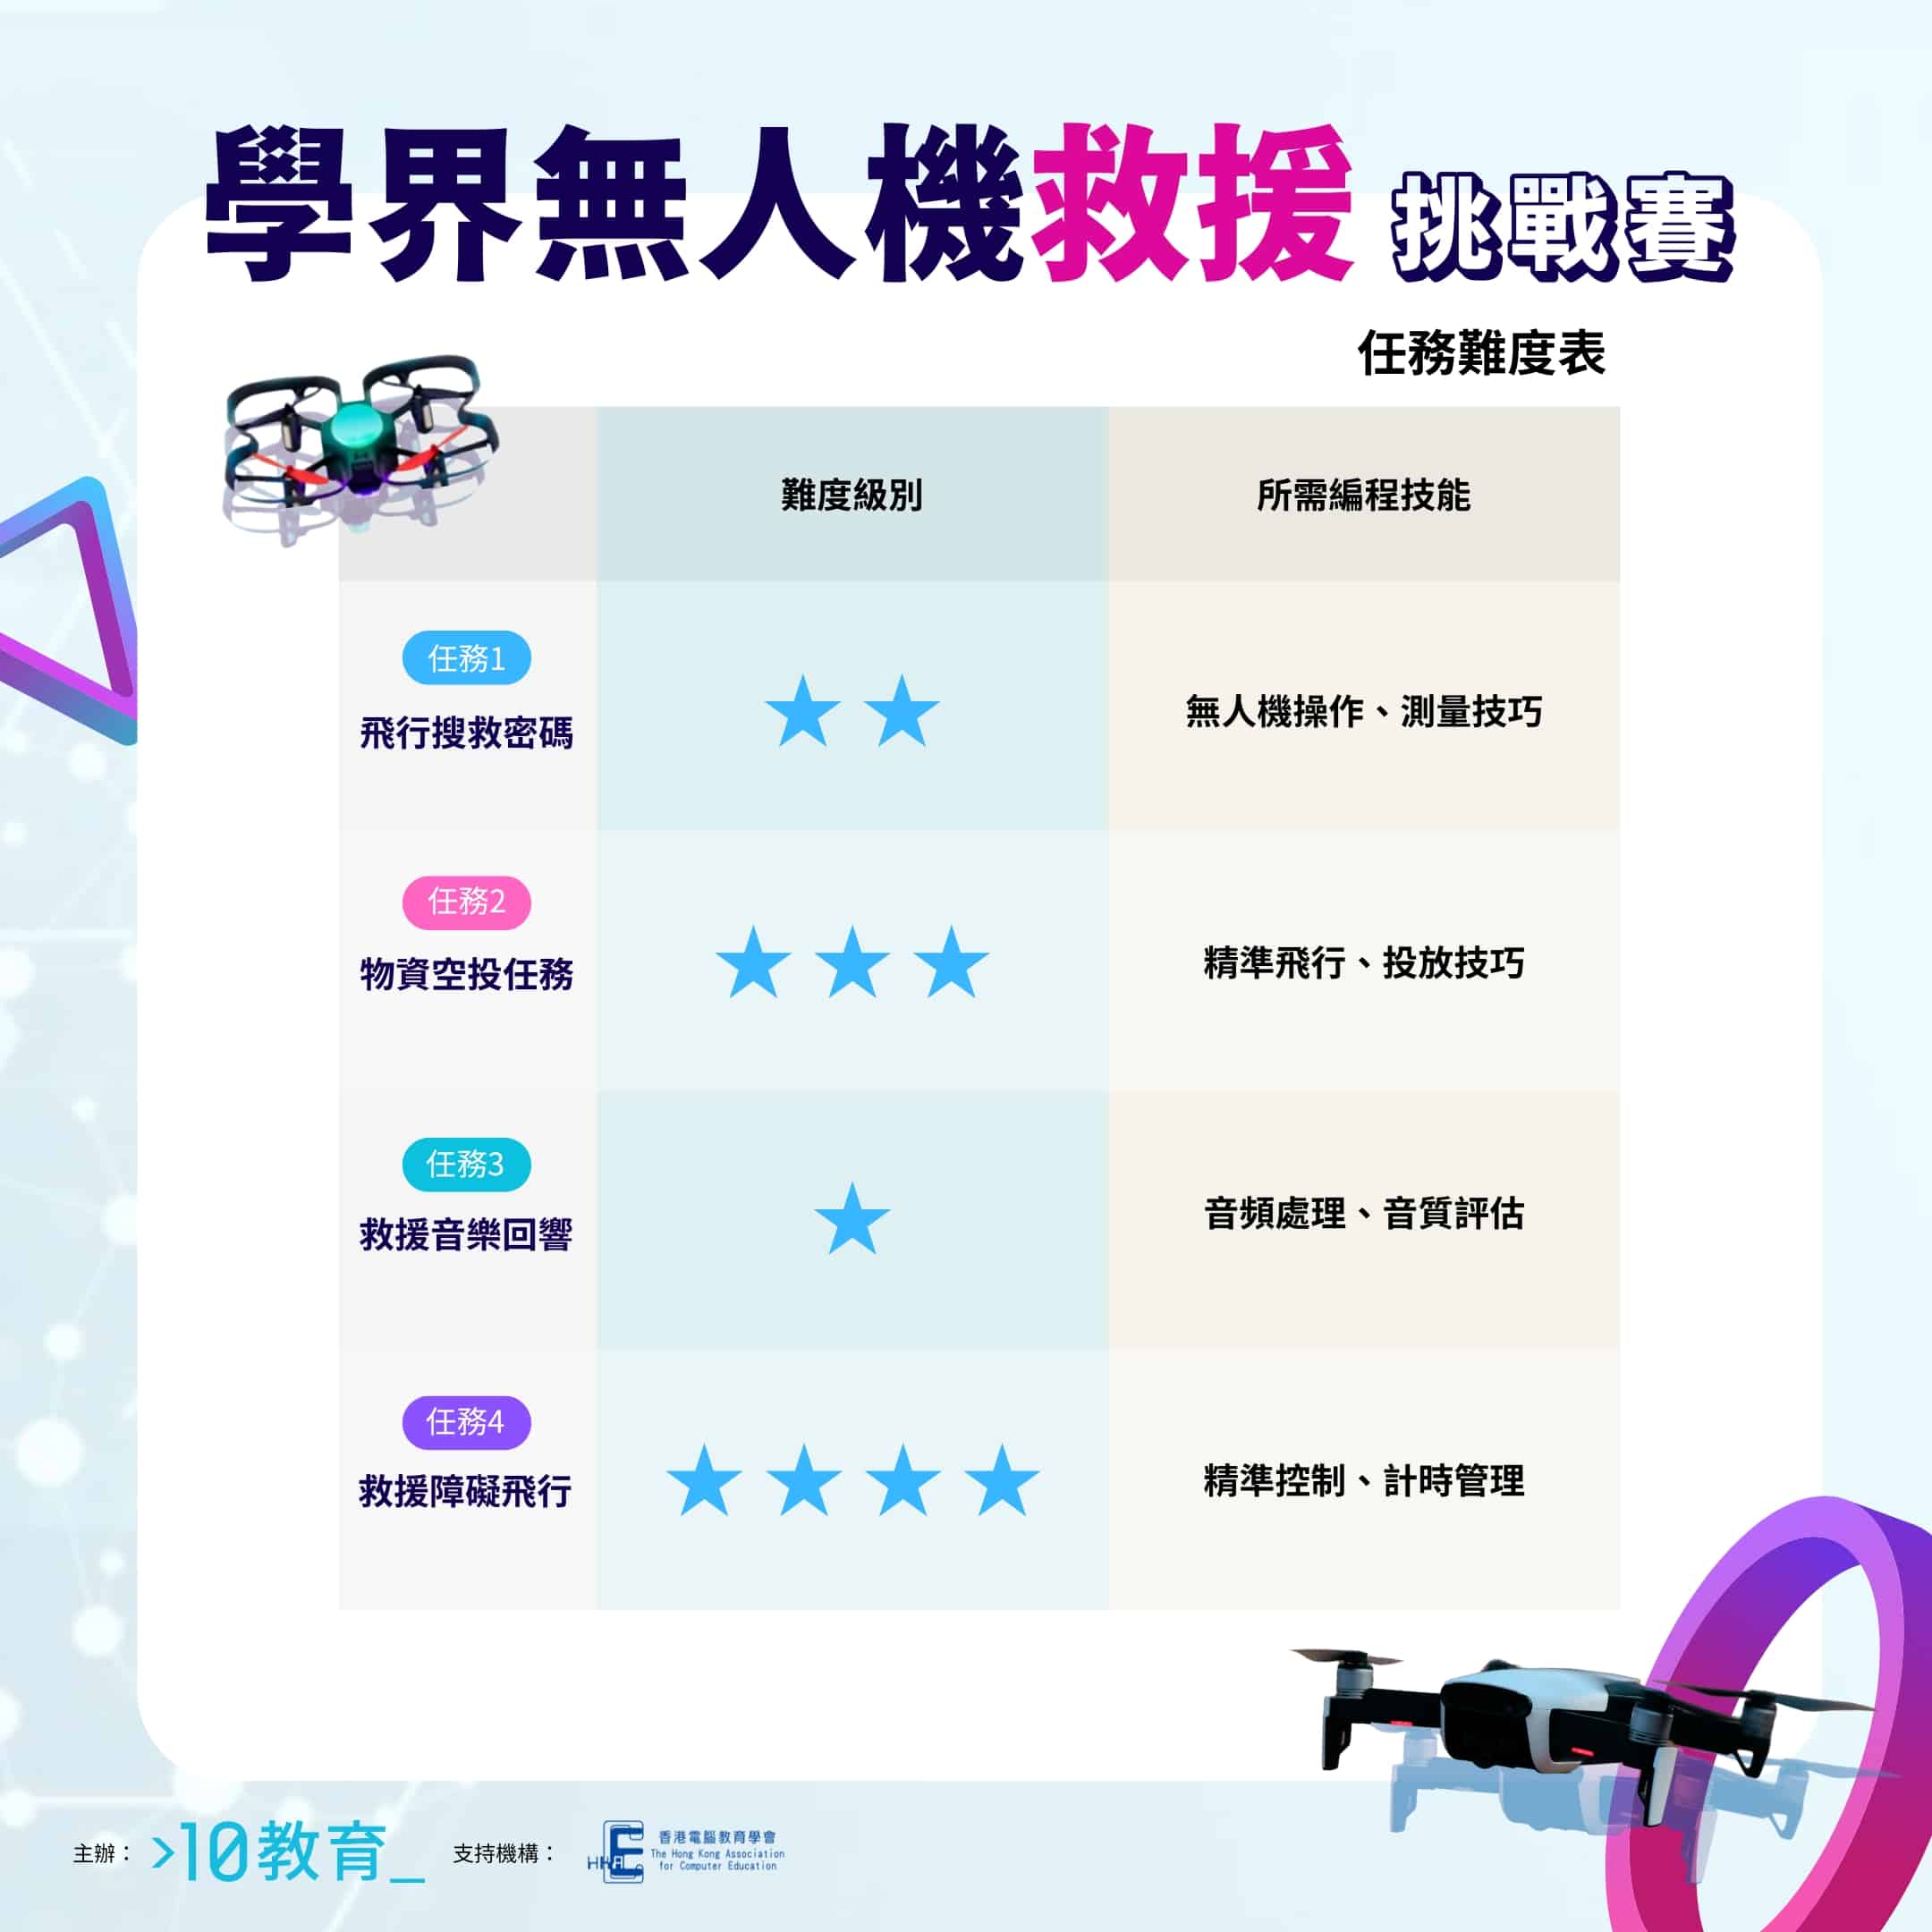 學界無人機救援 挑戰賽
任務難度表
難度級別 所需編程技能
任務1
飛行搜救密碼
無人機操作、測量技巧
任務2
物資空投任務
精準飛行、投放技巧
任務3
救援音樂回響
音頻處理、音質評估
任務4
救援障礙飛行
精準控制、計時管理
主辦： >10教育_ 支持機構：
香港電腦教育學會
The Hong Kong Association
for Computer Education